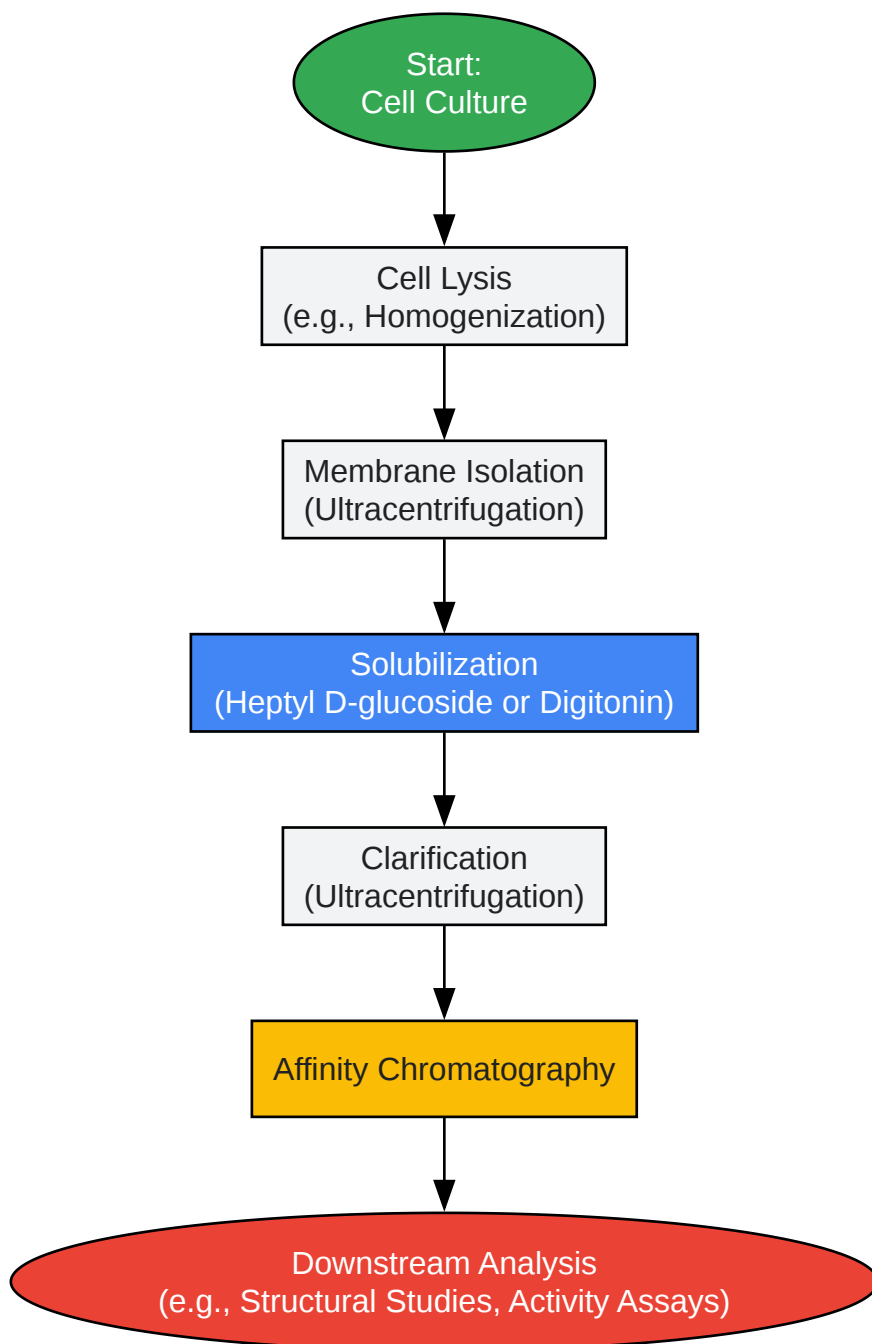 Start:
Cell Culture
Cell Lysis
(e.g., Homogenization)
Membrane Isolation
(Ultracentrifugation)
Solubilization
(Heptyl D-glucoside or Digitonin)
Clarification
(Ultracentrifugation)
Affinity Chromatography
Downstream Analysis
(e.g., Structural Studies, Activity Assays)